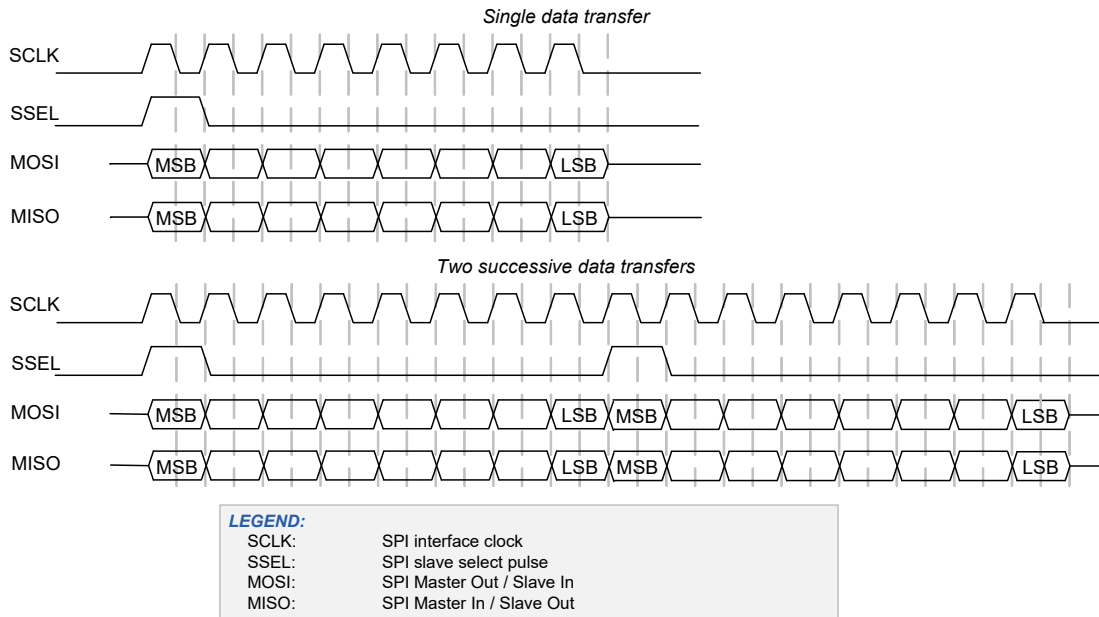 Single data transfer
SCLK
SSEL
MOSI MSB LSB
MISO MSB LSB
Two successive data transfers
SCLK
SSEL
MOSI MSB LSB MSB LSB
MISO MSB LSB MSB LSB
LEGEND:
SCLK: SPI interface clock
SSEL: SPI slave select pulse
MOSI: SPI Master Out / Slave In
MISO: SPI Master In / Slave Out